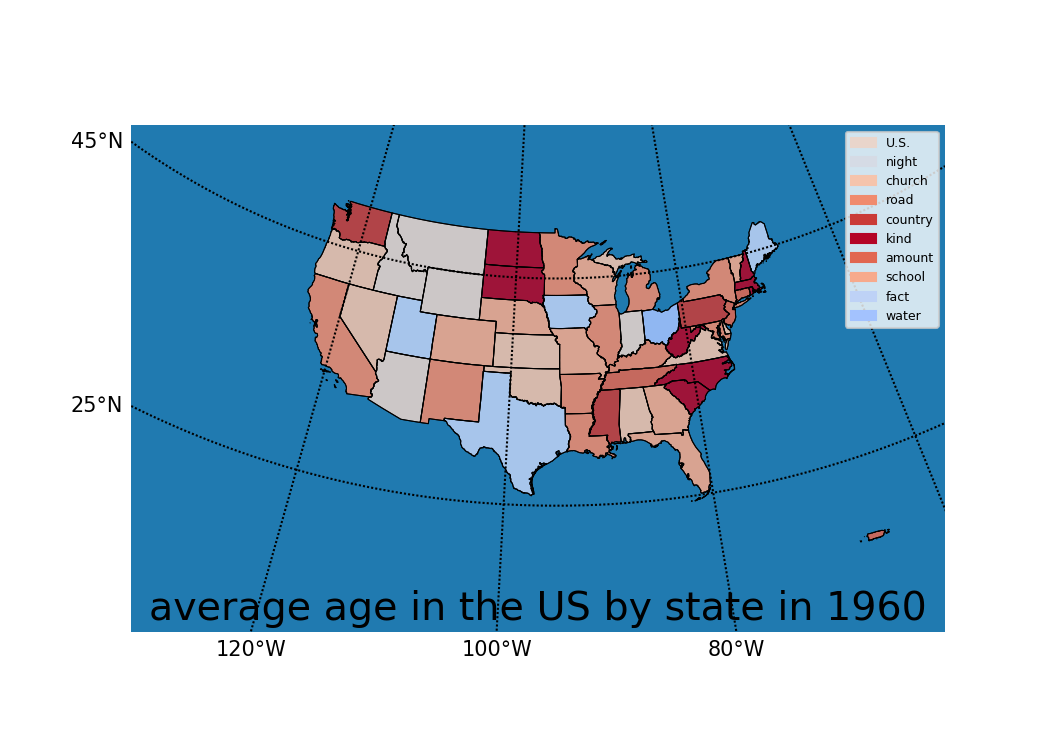 45°N
25°N
U.S.
night
church
road
country
kind
amount
school
fact
water
average age in the US by state in 1960
120°W 100°W 80°W